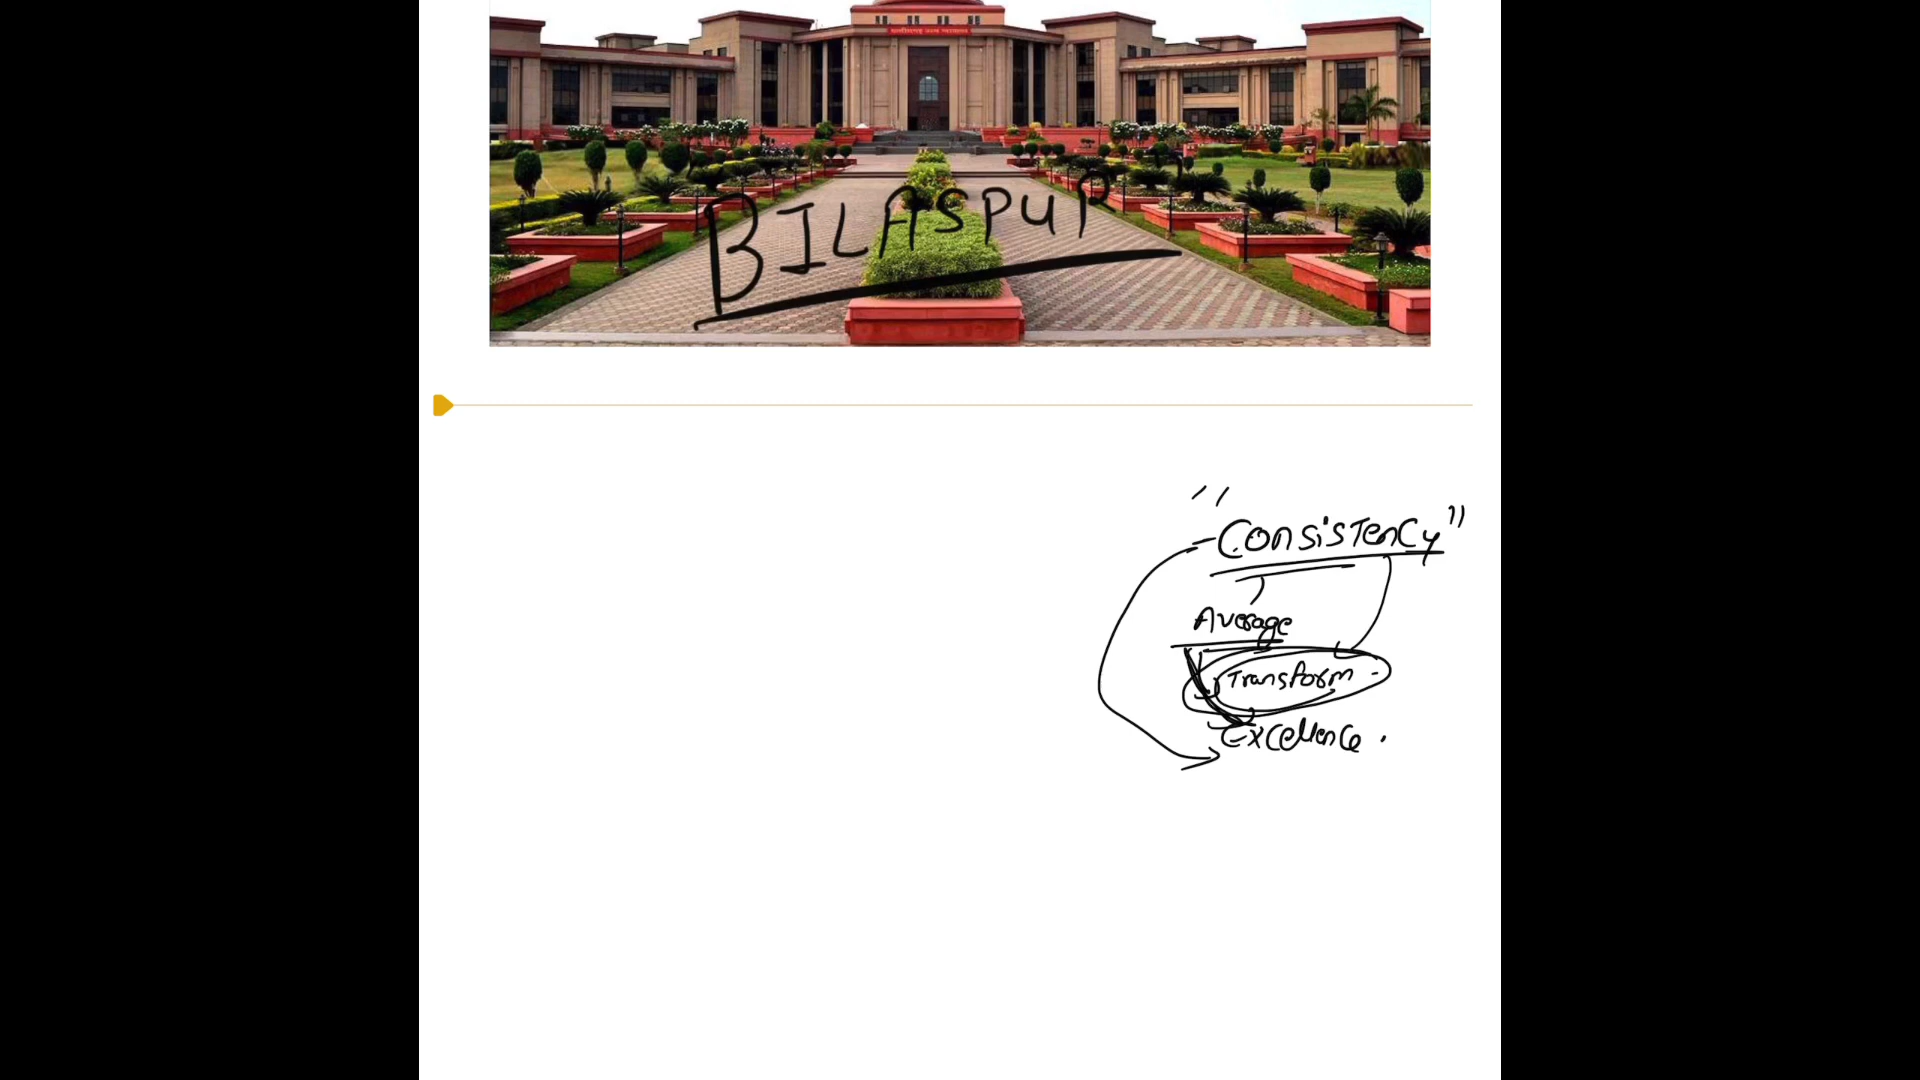 BILASPUR
"CONSISTENCY"
Average
Transform
Excellence